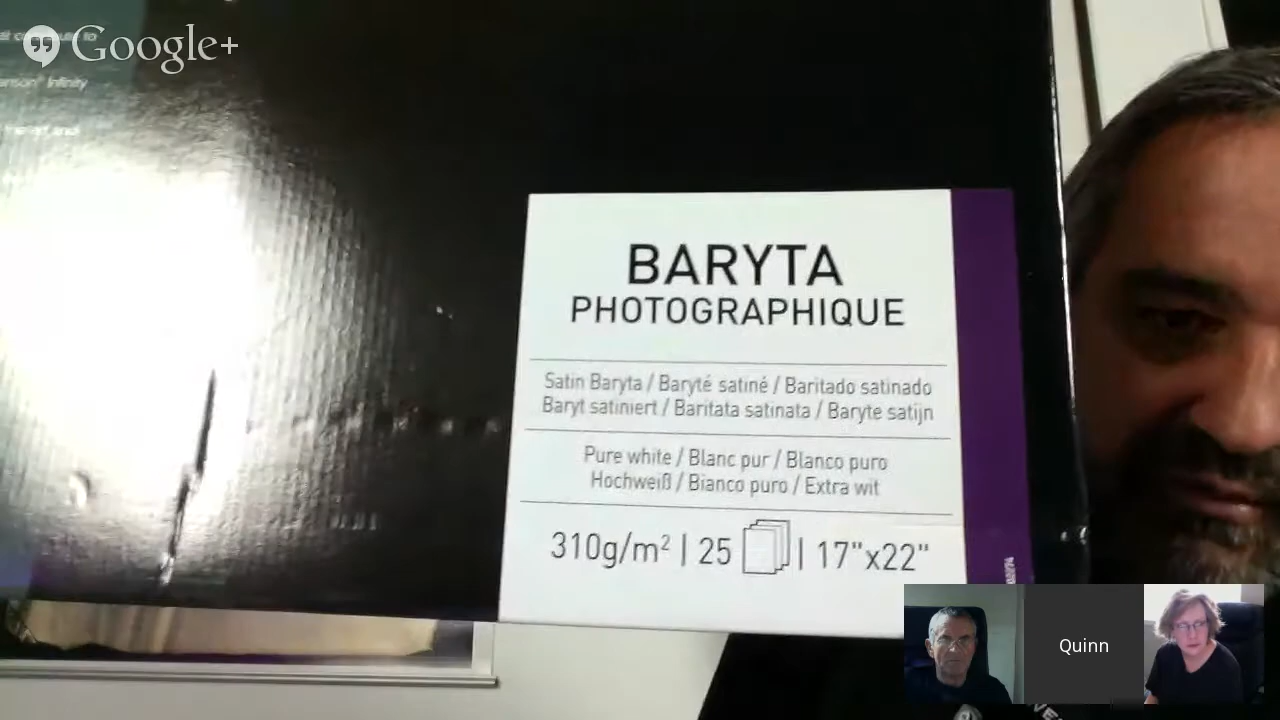 Google+
Infinity
BARYTA
PHOTOGRAPHIQUE
Satin Baryta / Baryté satiné / Baritado satinado
Baryt satiniert / Baritata satinata / Baryte satijn
Pure white / Blanc pur / Blanco puro
Hochweiß / Bianco puro / Extra wit
310g/m² | 25 | 17"x22"
Quinn